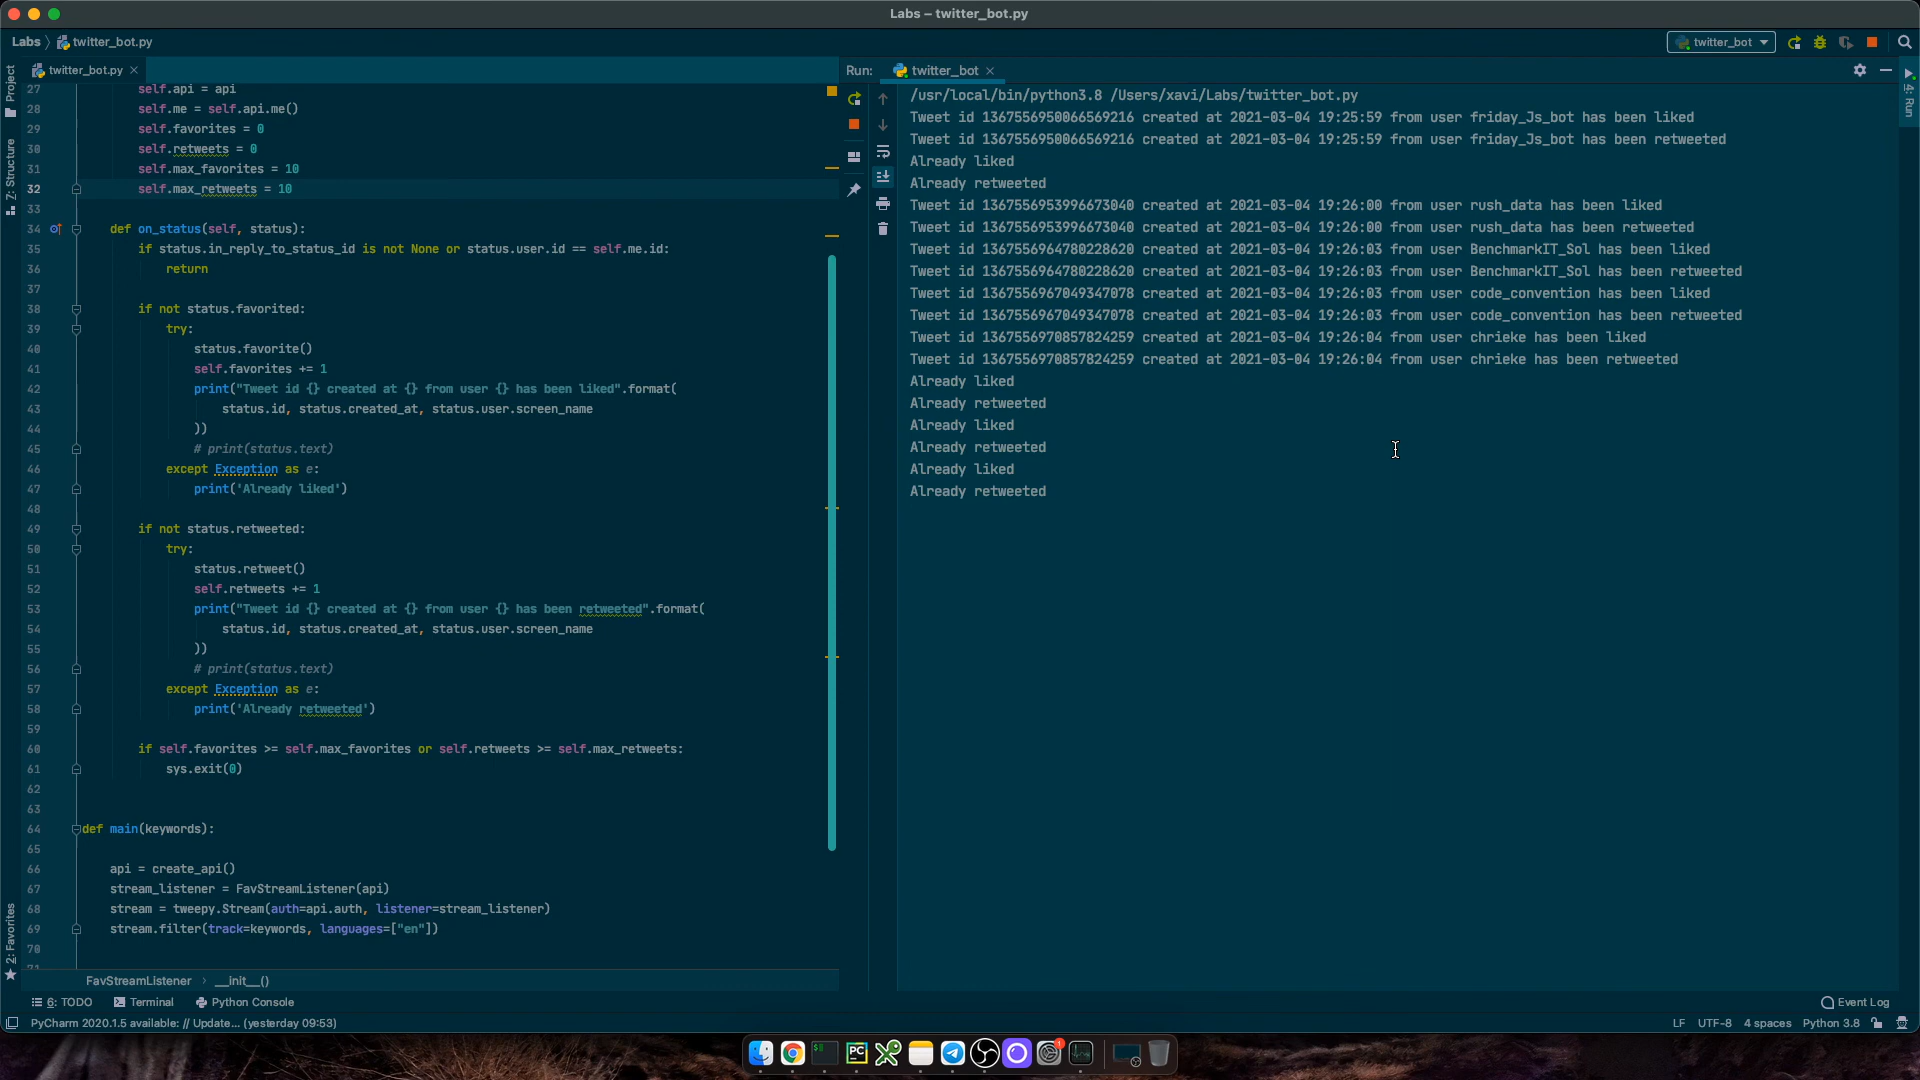 Labs – twitter_bot.py
Labs
twitter_bot.py
twitter_bot
twitter_bot.py
Run:
twitter_bot
Project
Z: Structure
2: Favorites
4: Run
27 self.api = api
28 self.me = self.api.me()
29 self.favorites = 0
30 self.retweets = 0
31 self.max_favorites = 10
32 self.max_retweets = 10
33
34 def on_status(self, status):
35 if status.in_reply_to_status_id is not None or status.user.id == self.me.id:
36 return
37
38 if not status.favorited:
39 try:
40 status.favorite()
41 self.favorites += 1
42 print("Tweet id {} created at {} from user {} has been liked".format(
43 status.id, status.created_at, status.user.screen_name
44 ))
45 # print(status.text)
46 except Exception as e:
47 print('Already liked')
48
49 if not status.retweeted:
50 try:
51 status.retweet()
52 self.retweets += 1
53 print("Tweet id {} created at {} from user {} has been retweeted".format(
54 status.id, status.created_at, status.user.screen_name
55 ))
56 # print(status.text)
57 except Exception as e:
58 print('Already retweeted')
59
60 if self.favorites >= self.max_favorites or self.retweets >= self.max_retweets:
61 sys.exit(0)
62
63
64 def main(keywords):
65
66 api = create_api()
67 stream_listener = FavStreamListener(api)
68 stream = tweepy.Stream(auth=api.auth, listener=stream_listener)
69 stream.filter(track=keywords, languages=["en"])
70
71
/usr/local/bin/python3.8 /Users/xavi/Labs/twitter_bot.py
Tweet id 1367556950066569216 created at 2021-03-04 19:25:59 from user friday_Js_bot has been liked
Tweet id 1367556950066569216 created at 2021-03-04 19:25:59 from user friday_Js_bot has been retweeted
Already liked
Already retweeted
Tweet id 1367556953996673040 created at 2021-03-04 19:26:00 from user rush_data has been liked
Tweet id 1367556953996673040 created at 2021-03-04 19:26:00 from user rush_data has been retweeted
Tweet id 1367556964780228620 created at 2021-03-04 19:26:03 from user BenchmarkIT_Sol has been liked
Tweet id 1367556964780228620 created at 2021-03-04 19:26:03 from user BenchmarkIT_Sol has been retweeted
Tweet id 1367556967049347078 created at 2021-03-04 19:26:03 from user code_convention has been liked
Tweet id 1367556967049347078 created at 2021-03-04 19:26:03 from user code_convention has been retweeted
Tweet id 1367556970857824259 created at 2021-03-04 19:26:04 from user chrieke has been liked
Tweet id 1367556970857824259 created at 2021-03-04 19:26:04 from user chrieke has been retweeted
Already liked
Already retweeted
Already liked
Already retweeted
Already liked
Already retweeted
FavStreamListener › __init__()
6: TODO
Terminal
Python Console
Event Log
PyCharm 2020.1.5 available: // Update... (yesterday 09:53)
LF UTF-8 4 spaces Python 3.8
PC
1